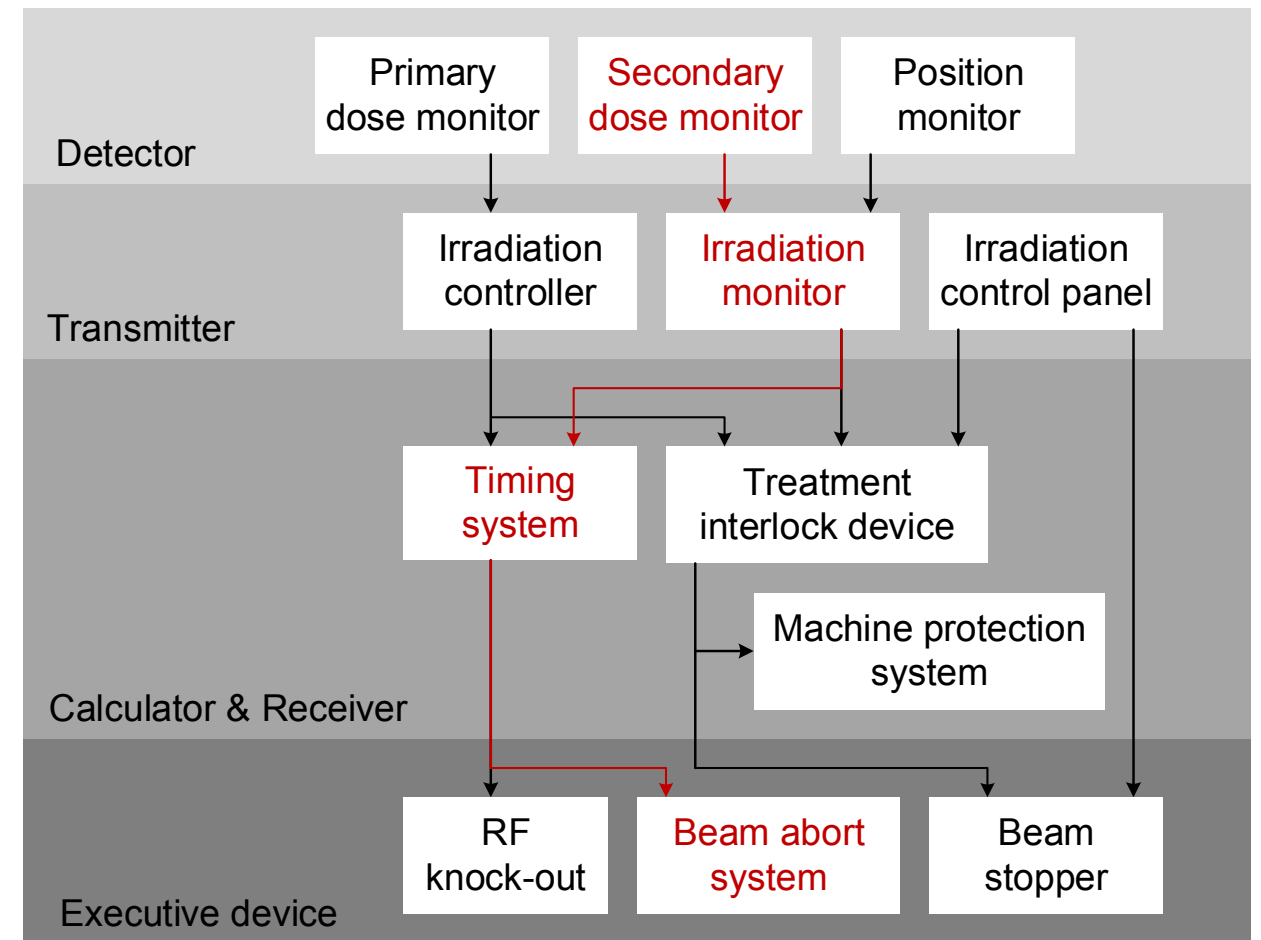 Primary
dose monitor
Secondary
dose monitor
Position
monitor
Detector
Irradiation
controller
Irradiation
monitor
Irradiation
control panel
Transmitter
Timing
system
Treatment
interlock device
Machine protection
system
Calculator & Receiver
RF
knock-out
Beam abort
system
Beam
stopper
Executive device